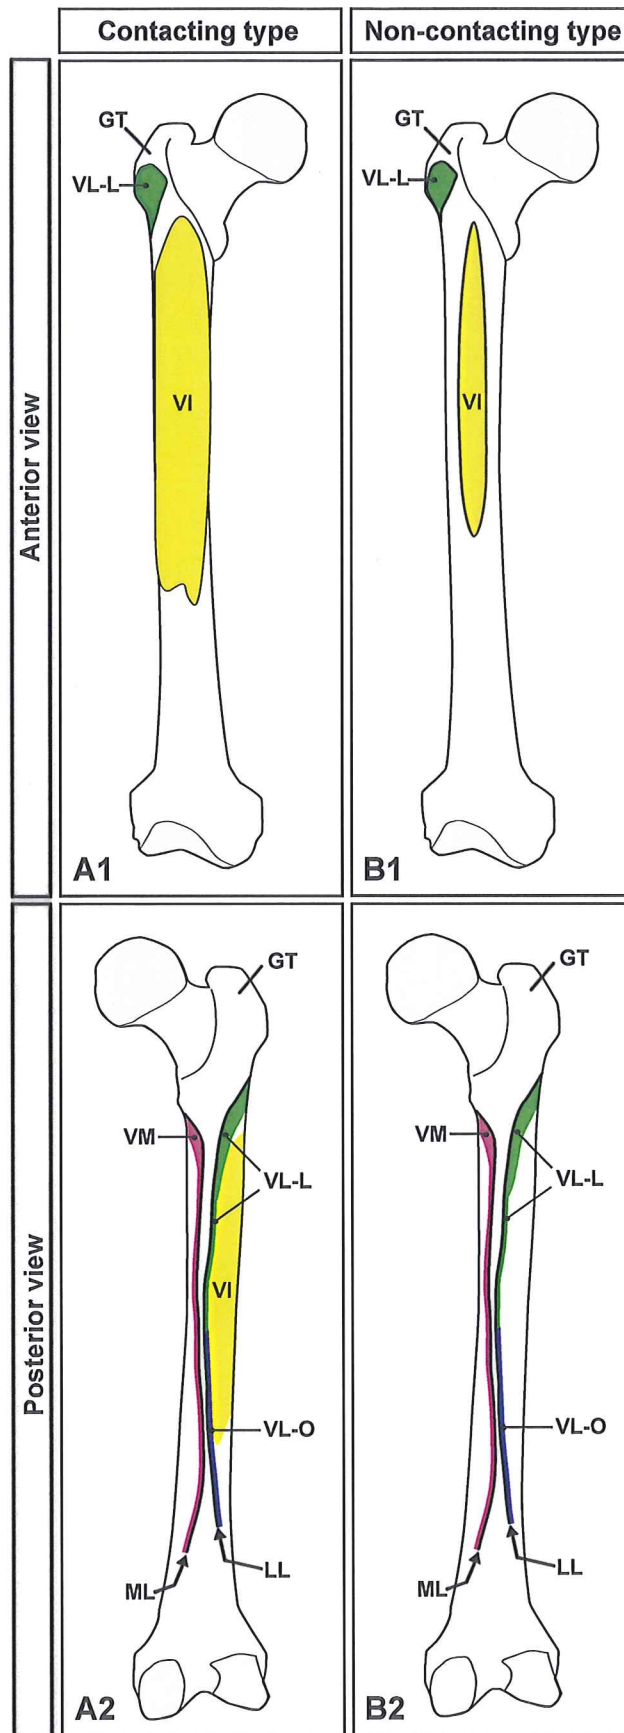 Contacting type
Non-contacting type
Anterior view
GT
VL-L
VI
A1
GT
VL-L
VI
B1
Posterior view
GT
VM
VL-L
VI
VL-O
ML
LL
A2
GT
VM
VL-L
VL-O
ML
LL
B2